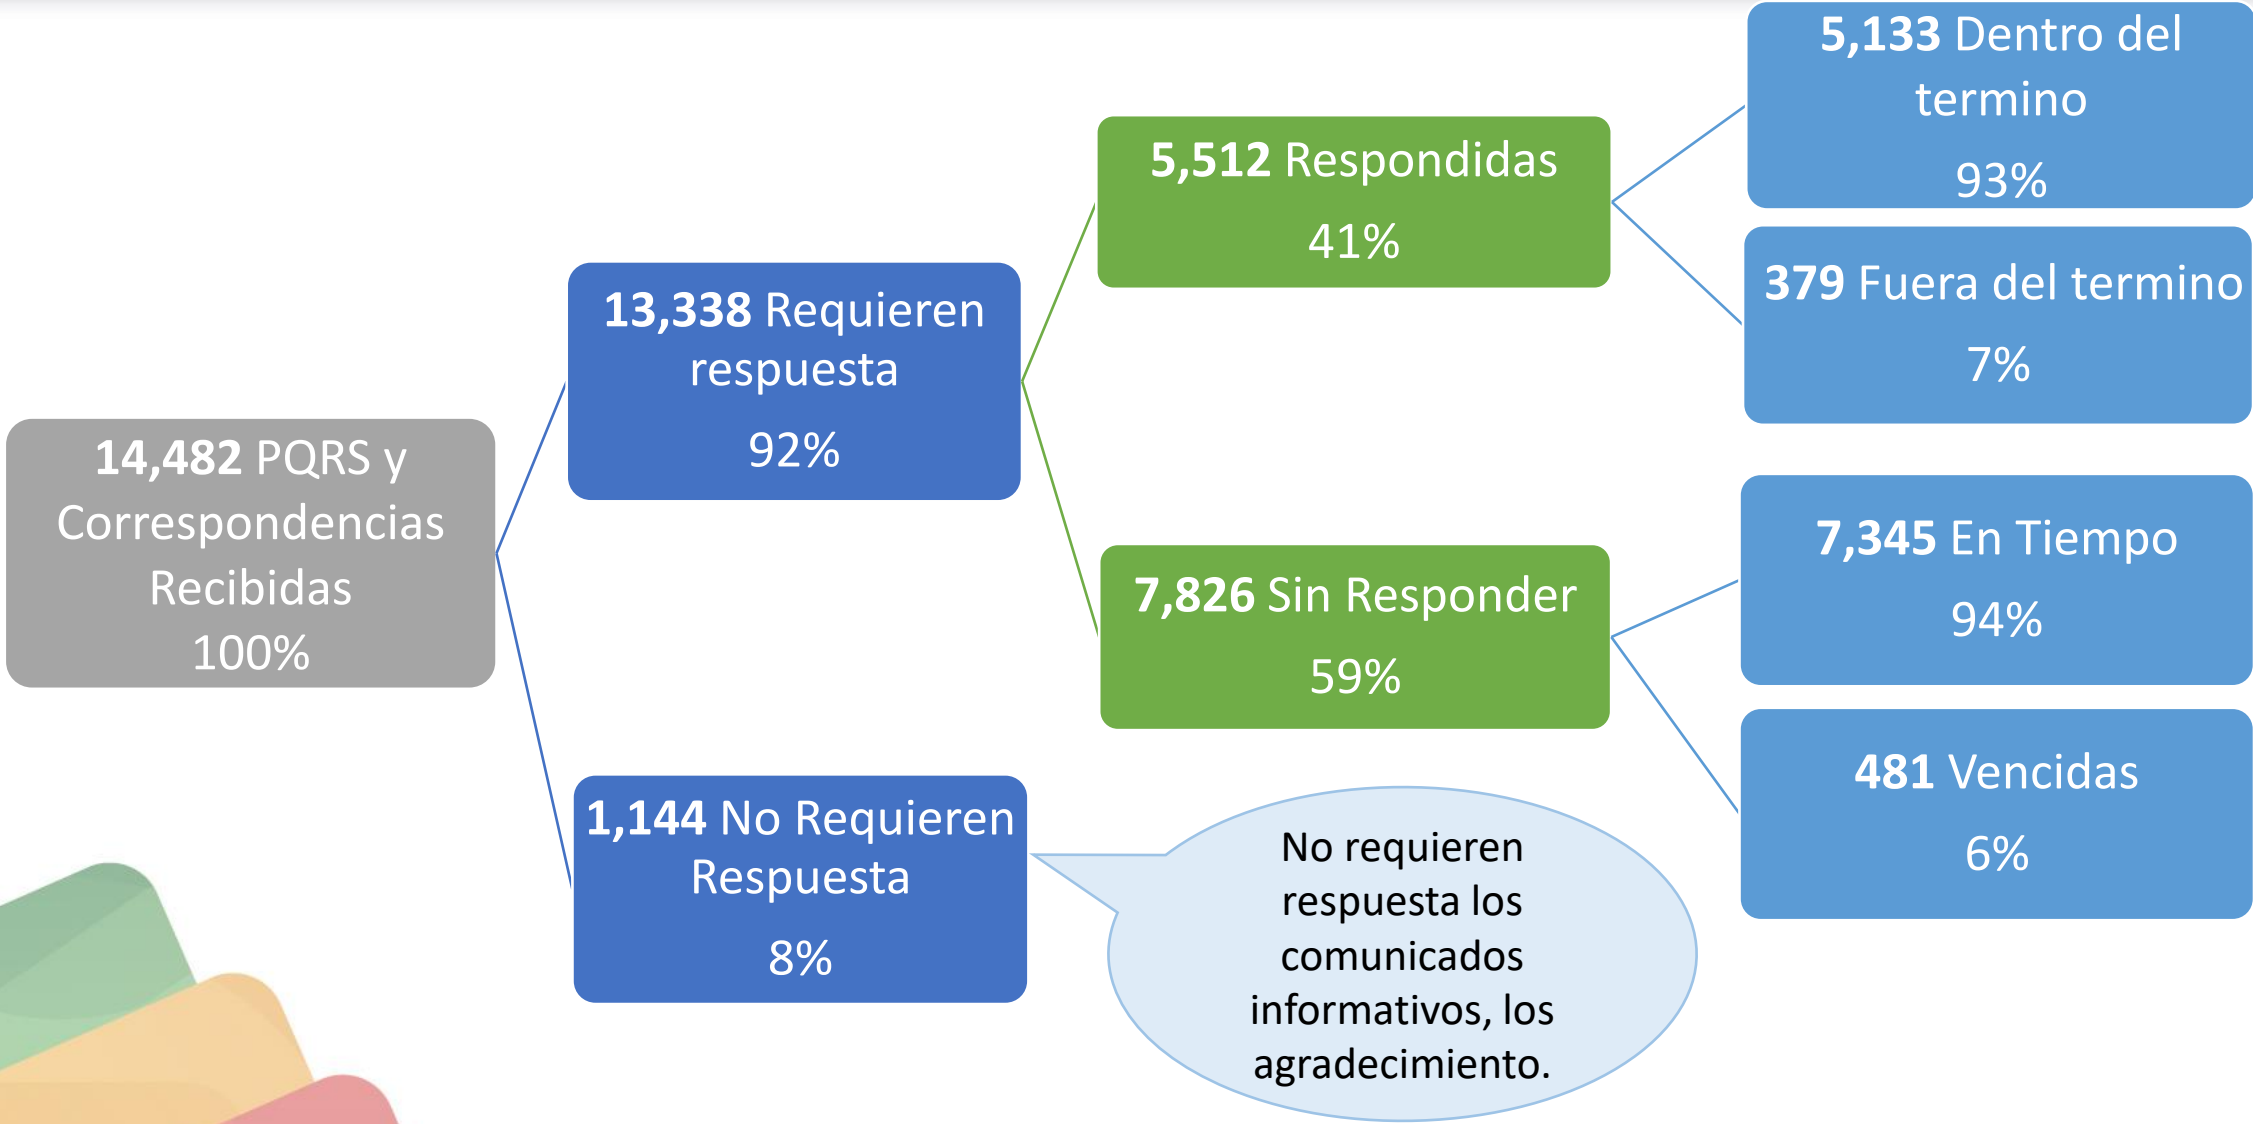 14,482 PQRS y
Correspondencias
Recibidas
100%
13,338 Requieren
respuesta
92%
1,144 No Requieren
Respuesta
8%
5,512 Respondidas
41%
7,826 Sin Responder
59%
5,133 Dentro del
termino
93%
379 Fuera del termino
7%
7,345 En Tiempo
94%
481 Vencidas
6%
No requieren
respuesta los
comunicados
informativos, los
agradecimiento.